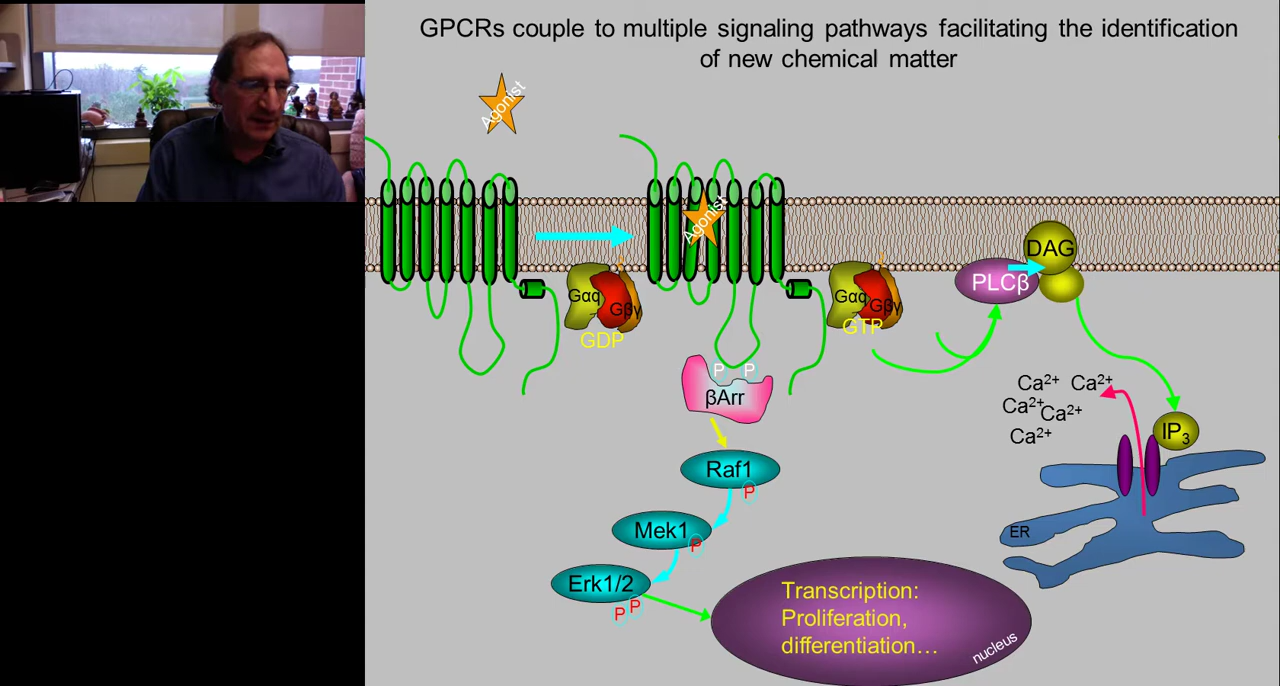 GPCRs couple to multiple signaling pathways facilitating the identification
of new chemical matter
Agonist
Agonist
DAG
PLCβ
Gαq
Gβγ
GDP
Gαq
Gβγ
GTP
P P
βArr
Ca²⁺ Ca²⁺
Ca²⁺ Ca²⁺
Ca²⁺
IP₃
Raf1
P
Mek1
P
ER
Erk1/2
P P
Transcription:
Proliferation,
differentiation…
nucleus